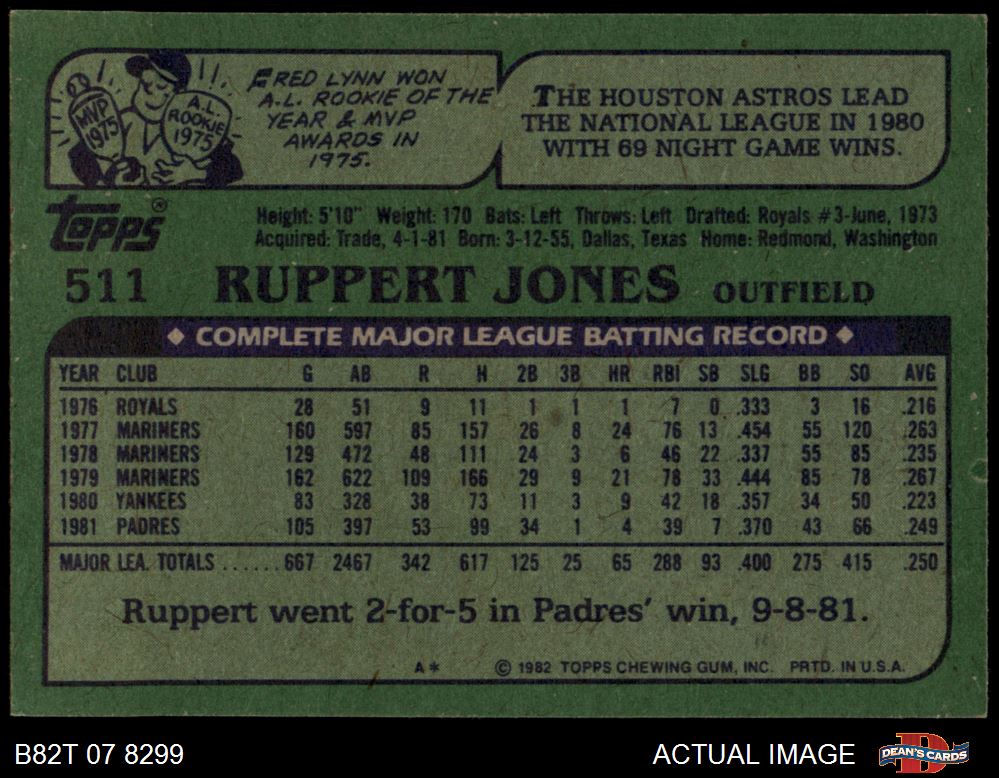 MVP
1975
A.L.
ROOKIE
1975
FRED LYNN WON
A.L. ROOKIE OF THE
YEAR & MVP
AWARDS IN
1975.
THE HOUSTON ASTROS LEAD
THE NATIONAL LEAGUE IN 1980
WITH 69 NIGHT GAME WINS.
Topps®
Height: 5'10" Weight: 170 Bats: Left Throws: Left Drafted: Royals #3-June, 1973
Acquired: Trade, 4-1-81 Born: 3-12-55, Dallas, Texas Home: Redmond, Washington
511 RUPPERT JONES OUTFIELD
◆ COMPLETE MAJOR LEAGUE BATTING RECORD ◆
YEAR CLUB G AB R H 2B 3B HR RBI SB SLG BB SO AVG
1976 ROYALS 28 51 9 11 1 1 1 7 0 .333 3 16 .216
1977 MARINERS 160 597 85 157 26 8 24 76 13 .454 55 120 .263
1978 MARINERS 129 472 48 111 24 3 6 46 22 .337 55 85 .235
1979 MARINERS 162 622 109 166 29 9 21 78 33 .444 85 78 .267
1980 YANKEES 83 328 38 73 11 3 9 42 18 .357 34 50 .223
1981 PADRES 105 397 53 99 34 1 4 39 7 .370 43 66 .249
MAJOR LEA. TOTALS ...... 667 2467 342 617 125 25 65 288 93 .400 275 415 .250
Ruppert went 2-for-5 in Padres' win, 9-8-81.
A* © 1982 TOPPS CHEWING GUM, INC. PRTD. IN U.S.A.
B82T 07 8299 ACTUAL IMAGE D DEAN'S CARDS